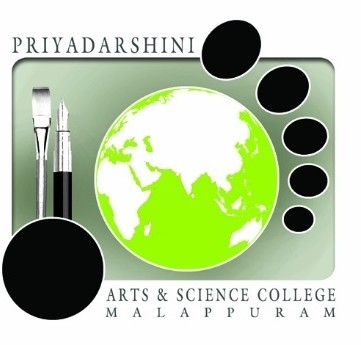 PRIYADARSHINI
ARTS & SCIENCE COLLEGE
MALAPPURAM